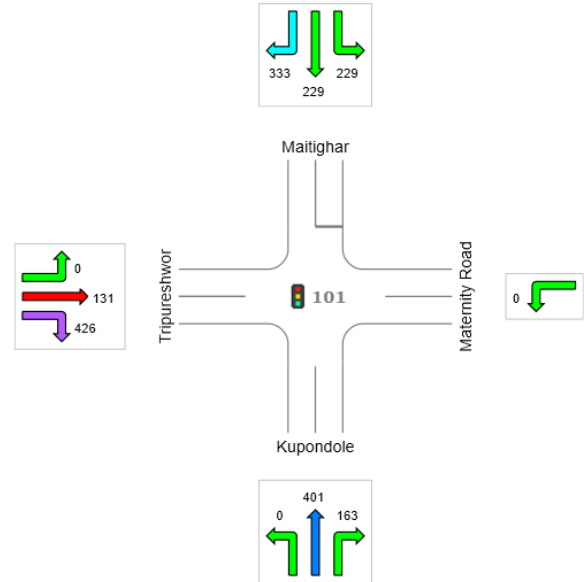 333
229
229
Maitighar
0
131
426
Tripureshwor
101
Maternity Road
0
Kupondole
401
0
163